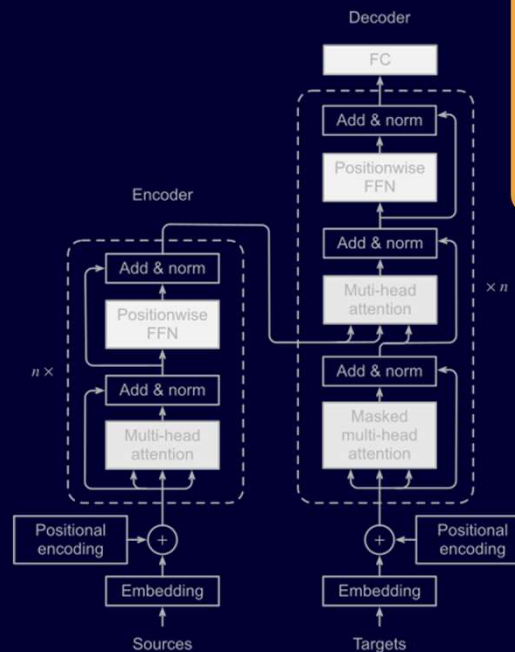 Decoder
FC
Add & norm
Positionwise
FFN
Encoder
Add & norm
Add & norm
Muti-head
attention
× n
Positionwise
FFN
Add & norm
n ×
Add & norm
Multi-head
attention
Masked
multi-head
attention
Positional
encoding
+
+
Positional
encoding
Embedding
Embedding
Sources
Targets